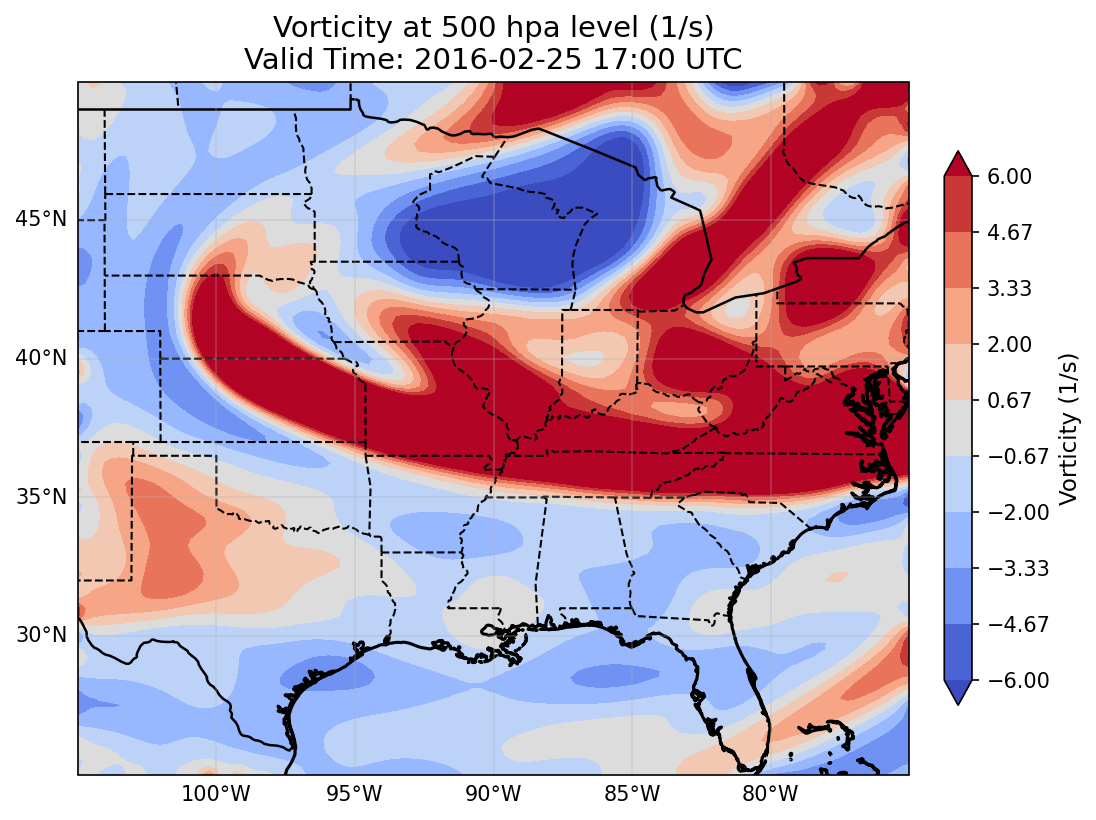 Vorticity at 500 hpa level (1/s)
Valid Time: 2016-02-25 17:00 UTC
45°N
40°N
35°N
30°N
100°W
95°W
90°W
85°W
80°W
6.00
4.67
3.33
2.00
0.67
−0.67
−2.00
−3.33
−4.67
−6.00
Vorticity (1/s)